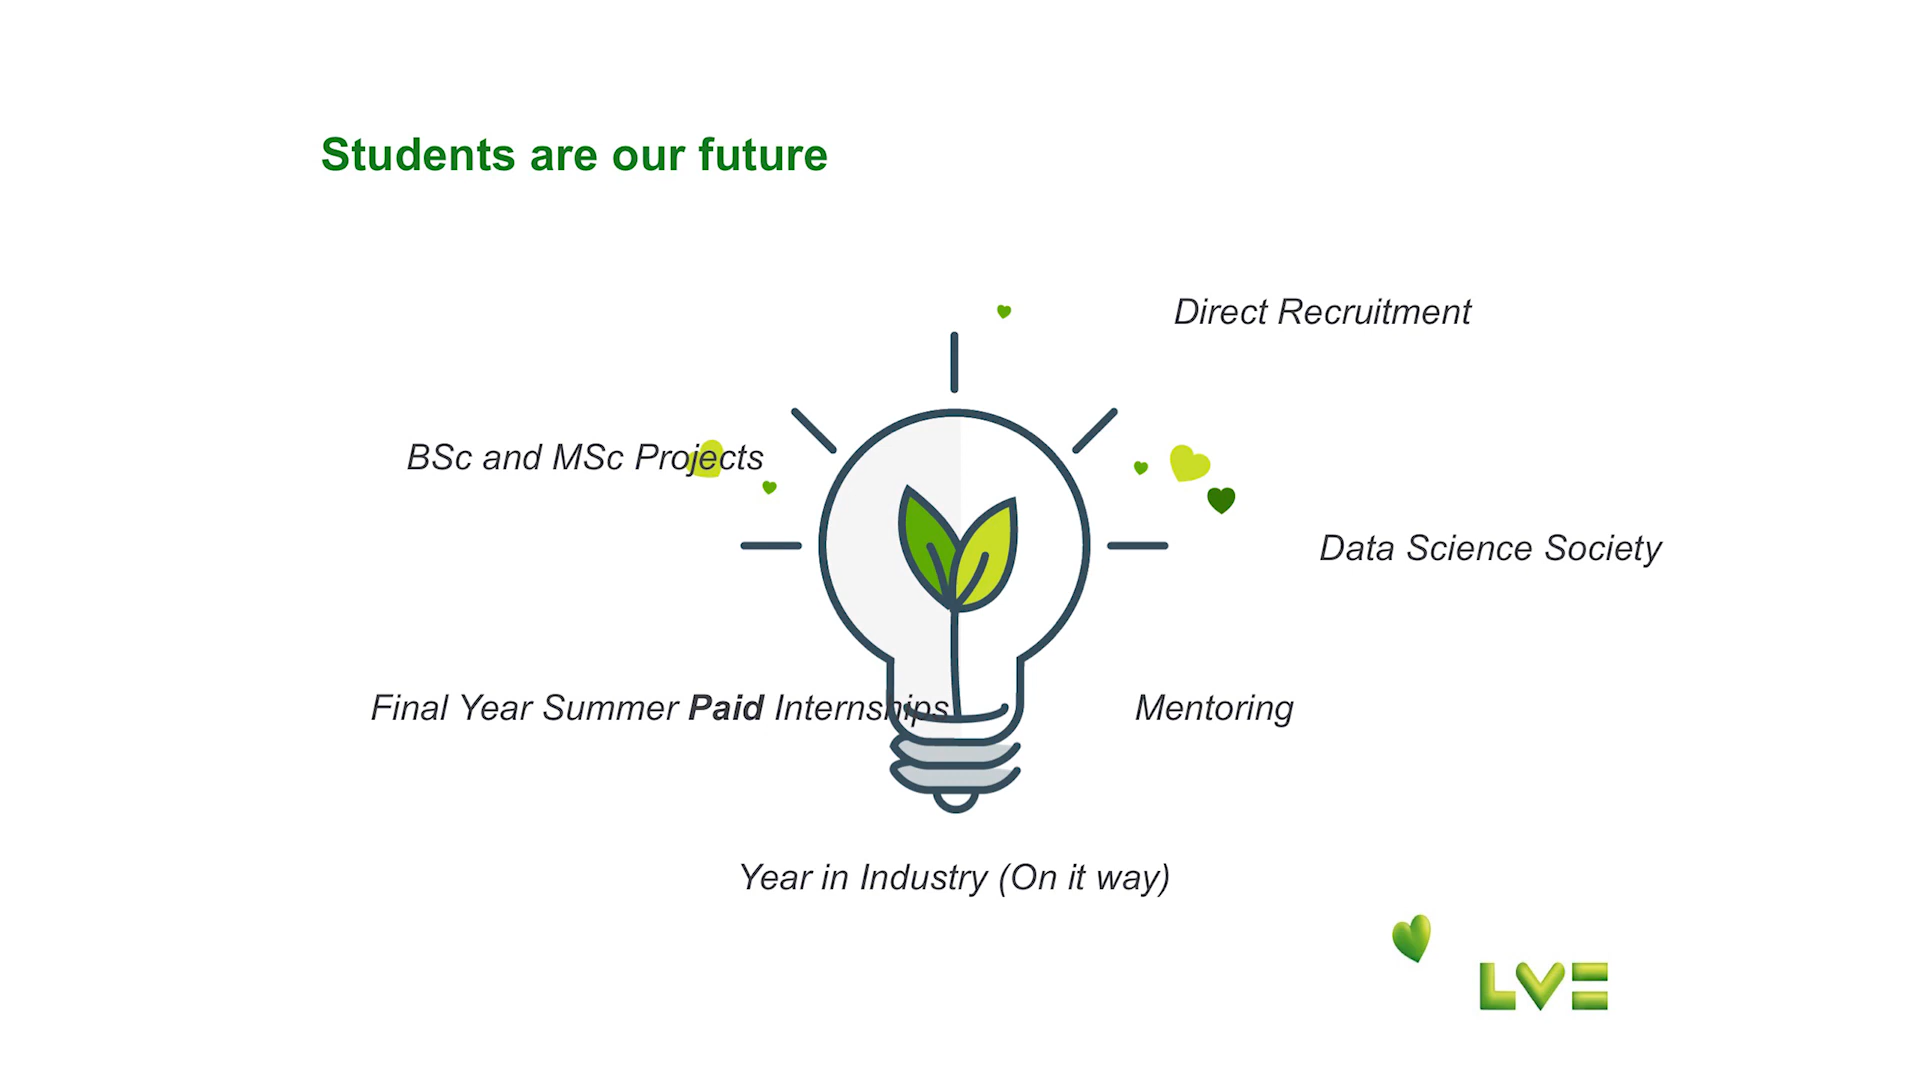 Students are our future
Direct Recruitment
BSc and MSc Projects
Data Science Society
Final Year Summer Paid Internships
Mentoring
Year in Industry (On it way)
LVE